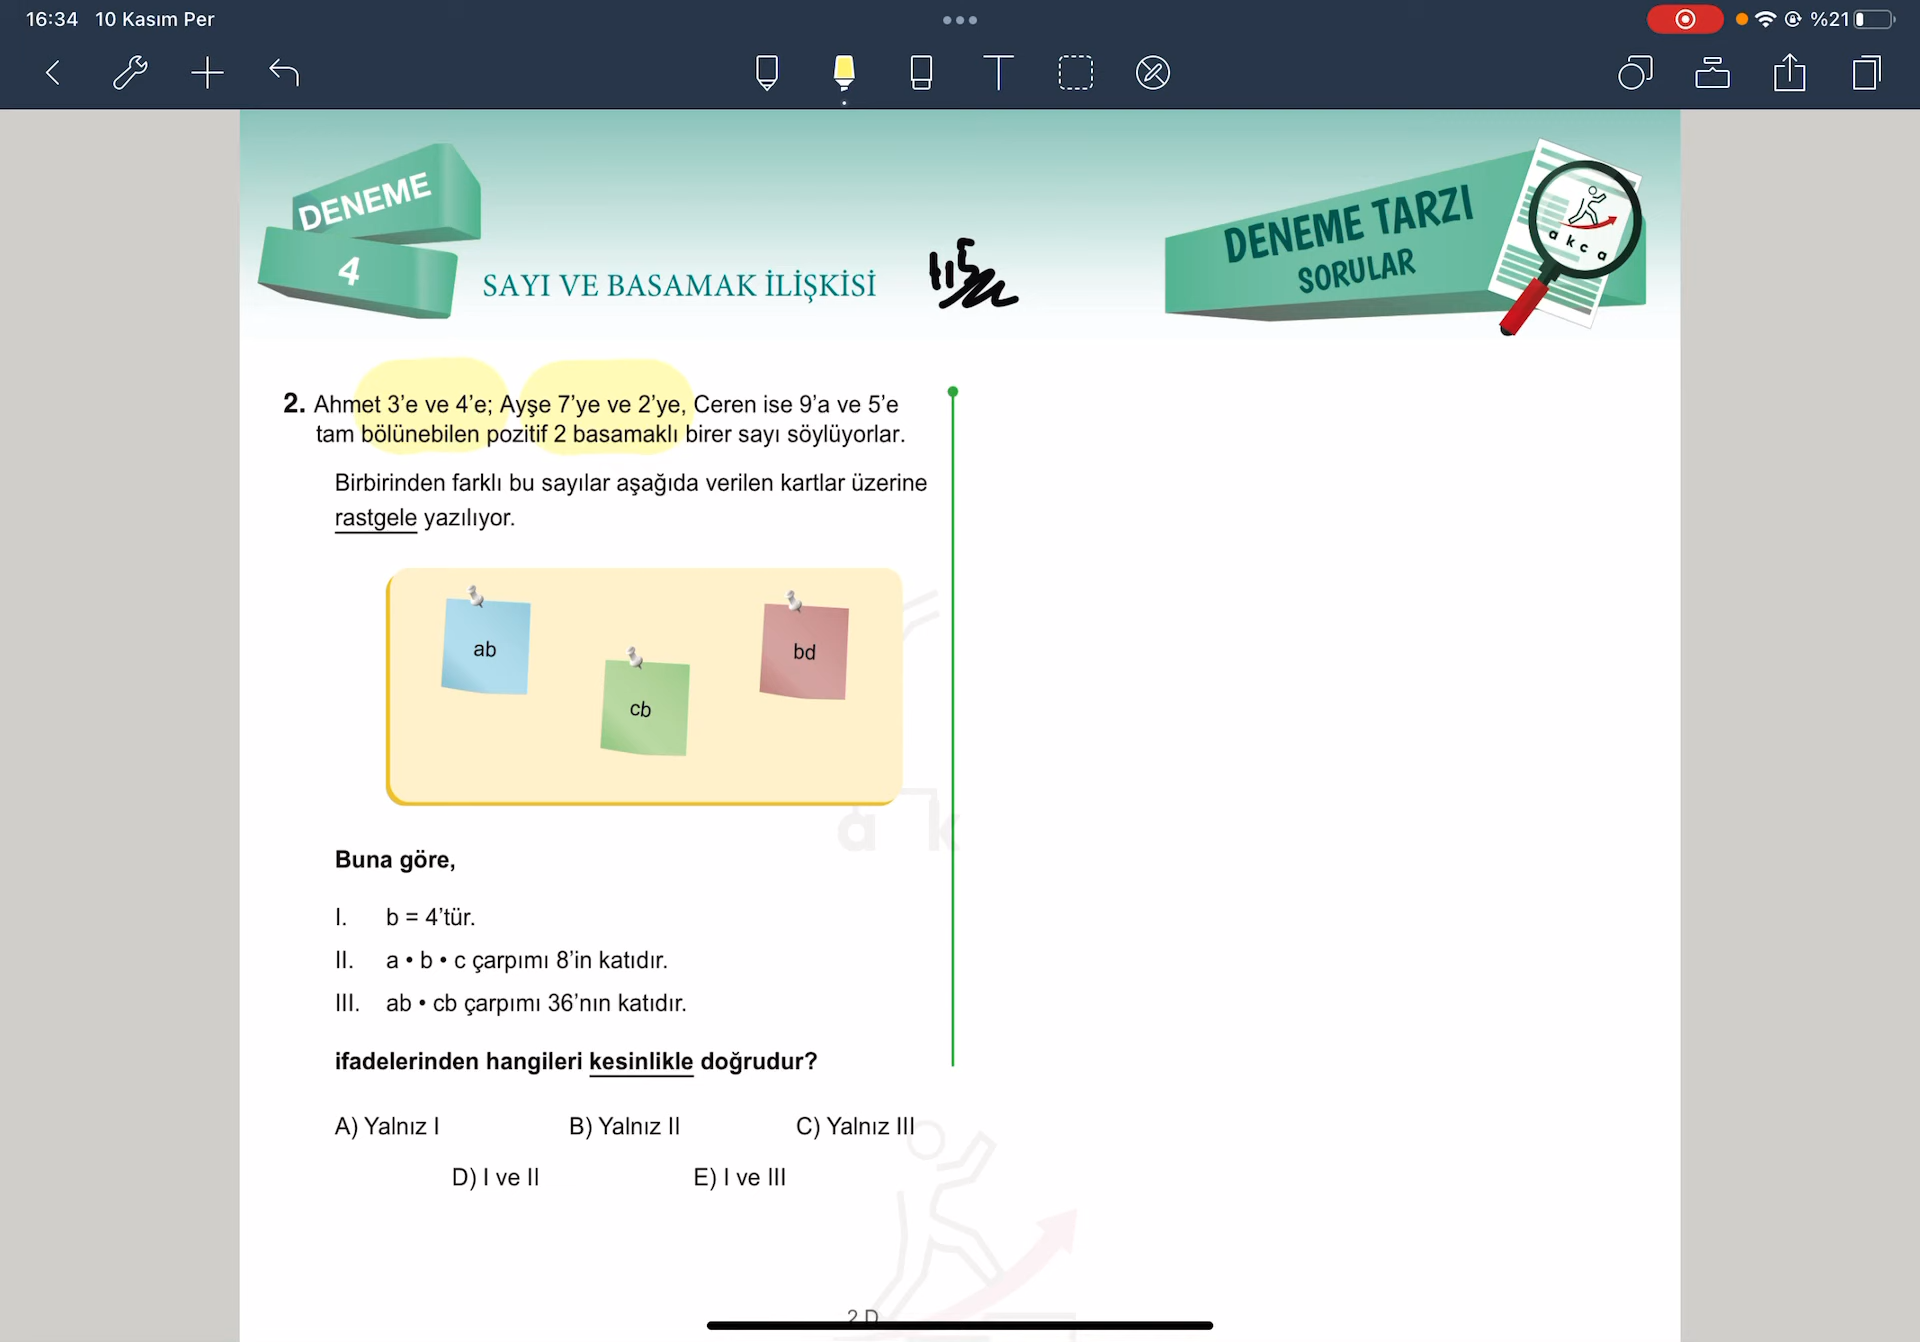 16:34 10 Kasım Per
%21
DENEME
4
SAYI VE BASAMAK İLİŞKİSİ
DENEME TARZI
SORULAR
akca
2. Ahmet 3'e ve 4'e; Ayşe 7'ye ve 2'ye, Ceren ise 9'a ve 5'e
tam bölünebilen pozitif 2 basamaklı birer sayı söylüyorlar.
Birbirinden farklı bu sayılar aşağıda verilen kartlar üzerine
rastgele yazılıyor.
ab
bd
cb
a k
Buna göre,
I. b = 4'tür.
II. a • b • c çarpımı 8'in katıdır.
III. ab • cb çarpımı 36'nın katıdır.
ifadelerinden hangileri kesinlikle doğrudur?
A) Yalnız I B) Yalnız II C) Yalnız III
D) I ve II E) I ve III
2 D